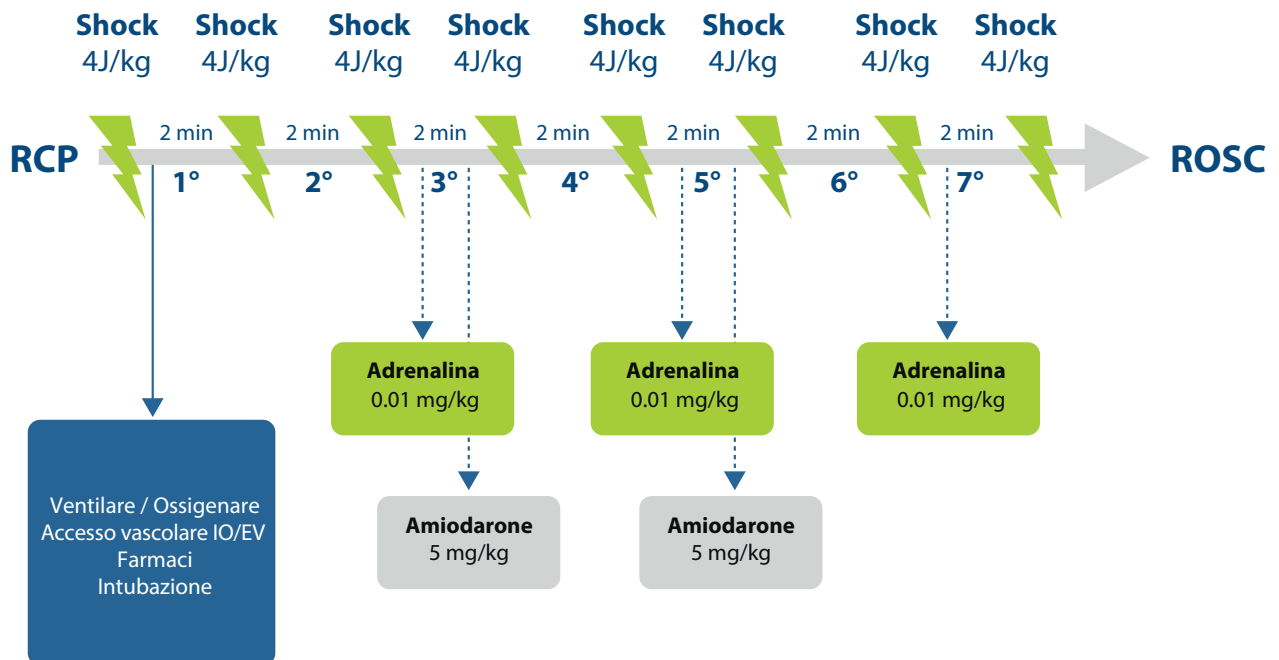 Shock Shock Shock Shock Shock Shock Shock Shock
4J/kg 4J/kg 4J/kg 4J/kg 4J/kg 4J/kg 4J/kg 4J/kg
2 min 2 min 2 min 2 min 2 min 2 min 2 min
RCP ROSC
1° 2° 3° 4° 5° 6° 7°
Adrenalina
0.01 mg/kg
Adrenalina
0.01 mg/kg
Adrenalina
0.01 mg/kg
Ventilare / Ossigenare
Accesso vascolare IO/EV
Farmaci
Intubazione
Amiodarone
5 mg/kg
Amiodarone
5 mg/kg